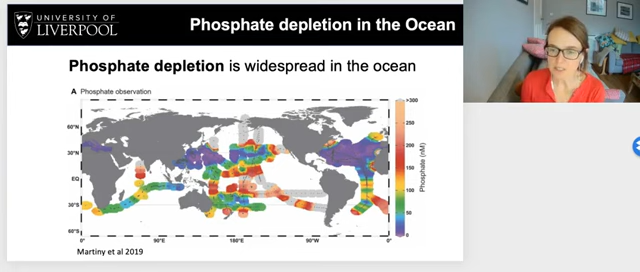 UNIVERSITY OF
LIVERPOOL
Phosphate depletion in the Ocean
Phosphate depletion is widespread in the ocean
A Phosphate observation
>300
60°N
250
30°N
200
EQ
150
30°S
100
50
60°S
0
0°
90°E
180°E
90°W
0°
Phosphate (nM)
Martiny et al 2019